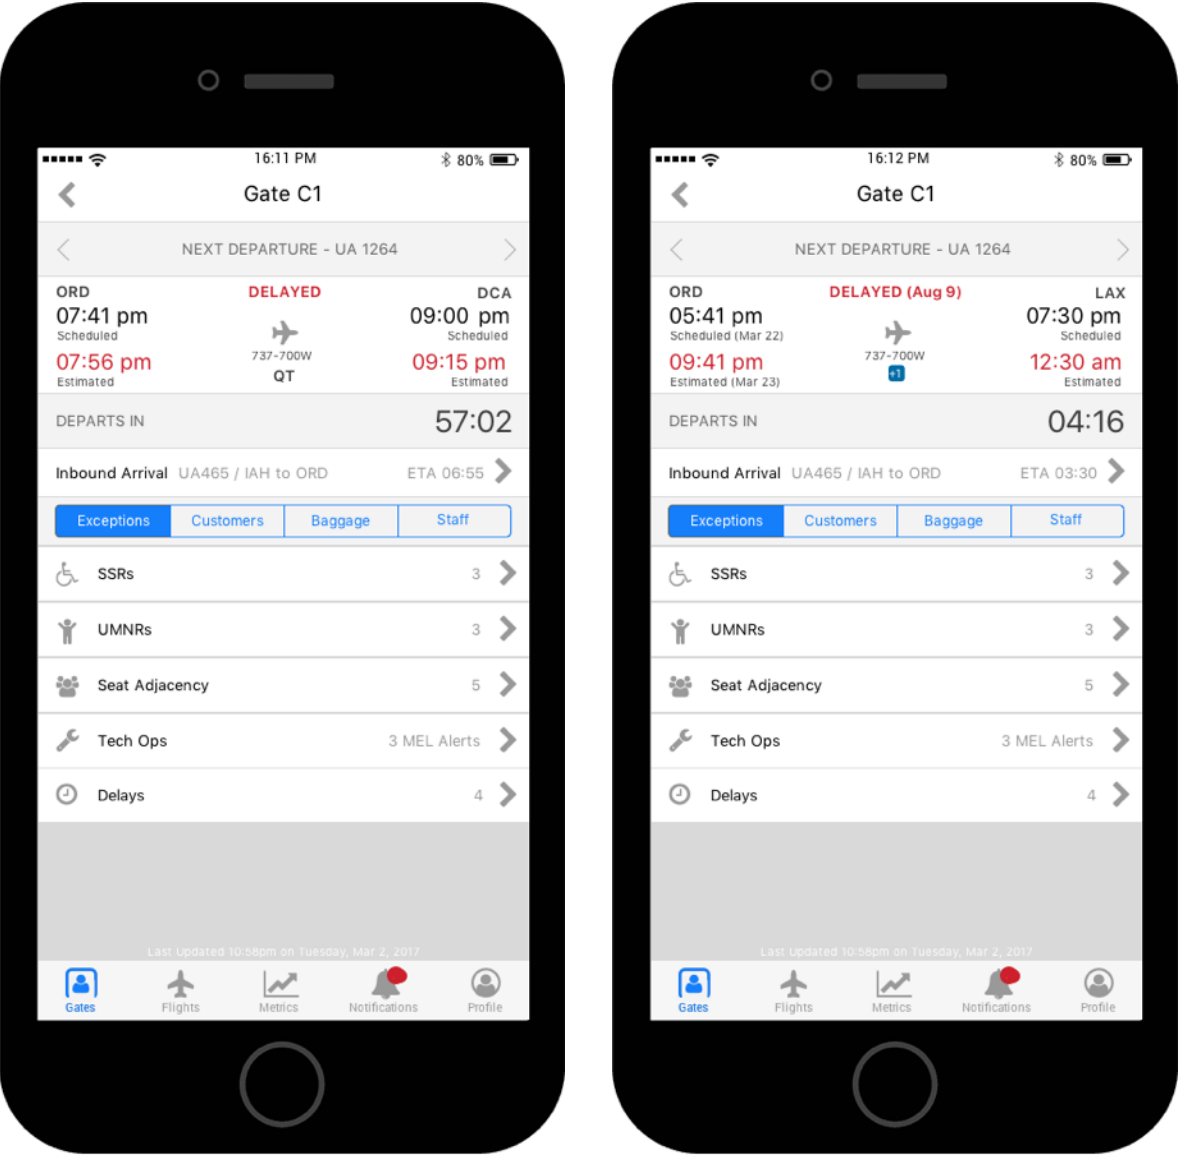 16:11 PM
80%
Gate C1
NEXT DEPARTURE - UA 1264
ORD DELAYED DCA
07:41 pm 09:00 pm
Scheduled Scheduled
737-700W
07:56 pm 09:15 pm
QT
Estimated Estimated
DEPARTS IN 57:02
Inbound Arrival UA465 / IAH to ORD ETA 06:55
Exceptions Customers Baggage Staff
SSRs 3
UMNRs 3
Seat Adjacency 5
Tech Ops 3 MEL Alerts
Delays 4
Last Updated 10:58pm on Tuesday, Mar 2, 2017
Gates Flights Metrics Notifications Profile
16:12 PM
80%
Gate C1
NEXT DEPARTURE - UA 1264
ORD DELAYED (Aug 9) LAX
05:41 pm 07:30 pm
Scheduled (Mar 22) Scheduled
737-700W
09:41 pm 12:30 am
+1
Estimated (Mar 23) Estimated
DEPARTS IN 04:16
Inbound Arrival UA465 / IAH to ORD ETA 03:30
Exceptions Customers Baggage Staff
SSRs 3
UMNRs 3
Seat Adjacency 5
Tech Ops 3 MEL Alerts
Delays 4
Last Updated 10:58pm on Tuesday, Mar 2, 2017
Gates Flights Metrics Notifications Profile